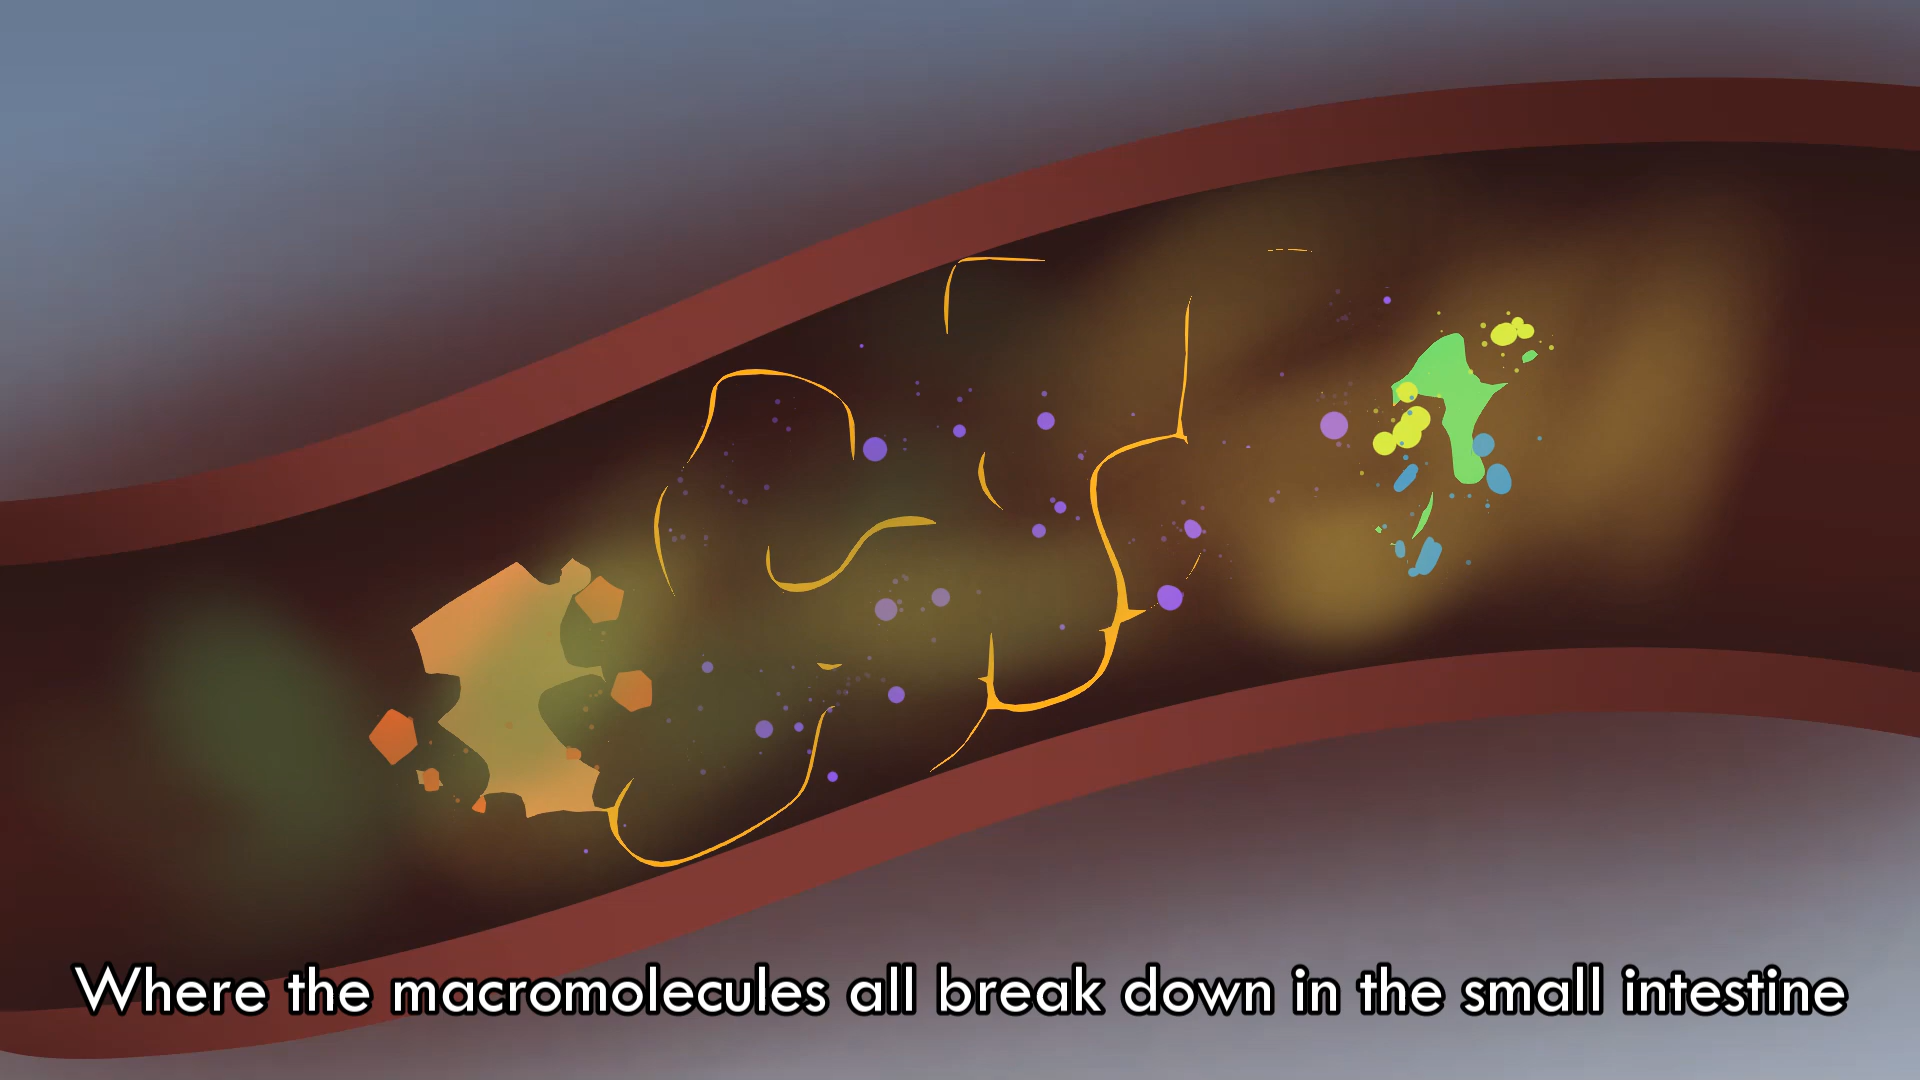 Where the macromolecules all break down in the small intestine